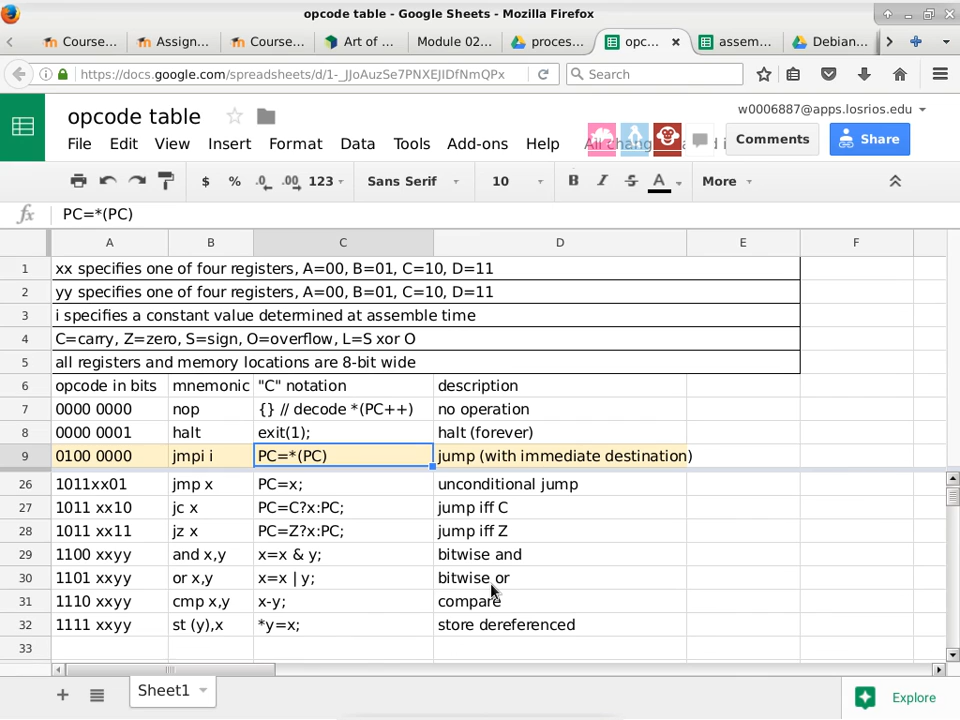 opcode table - Google Sheets - Mozilla Firefox
Course...
Assign...
Course...
Art of ...
Module 02...
proces...
opc...
assem...
Debian...
https://docs.google.com/spreadsheets/d/1-_JJoAuzSe7PNXEJIDfNmQPx
Search
opcode table
w0006887@apps.losrios.edu
File Edit View Insert Format Data Tools Add-ons Help
Comments
Share
$ % .0 .00 123 Sans Serif 10 B I S A More
fx PC=*(PC)
A B C D E F
1 xx specifies one of four registers, A=00, B=01, C=10, D=11
2 yy specifies one of four registers, A=00, B=01, C=10, D=11
3 i specifies a constant value determined at assemble time
4 C=carry, Z=zero, S=sign, O=overflow, L=S xor O
5 all registers and memory locations are 8-bit wide
6 opcode in bits mnemonic "C" notation description
7 0000 0000 nop {} // decode *(PC++) no operation
8 0000 0001 halt exit(1); halt (forever)
9 0100 0000 jmpi i PC=*(PC) jump (with immediate destination)
26 1011xx01 jmp x PC=x; unconditional jump
27 1011 xx10 jc x PC=C?x:PC; jump iff C
28 1011 xx11 jz x PC=Z?x:PC; jump iff Z
29 1100 xxyy and x,y x=x & y; bitwise and
30 1101 xxyy or x,y x=x | y; bitwise or
31 1110 xxyy cmp x,y x-y; compare
32 1111 xxyy st (y),x *y=x; store dereferenced
33
Sheet1
Explore